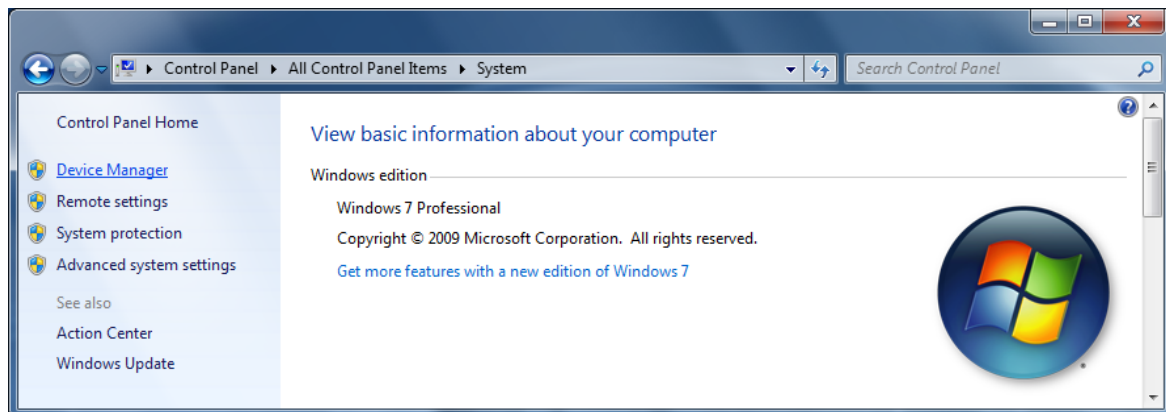 Control Panel ▸ All Control Panel Items ▸ System
Search Control Panel
Control Panel Home
Device Manager
Remote settings
System protection
Advanced system settings
See also
Action Center
Windows Update
View basic information about your computer
Windows edition
Windows 7 Professional
Copyright © 2009 Microsoft Corporation. All rights reserved.
Get more features with a new edition of Windows 7